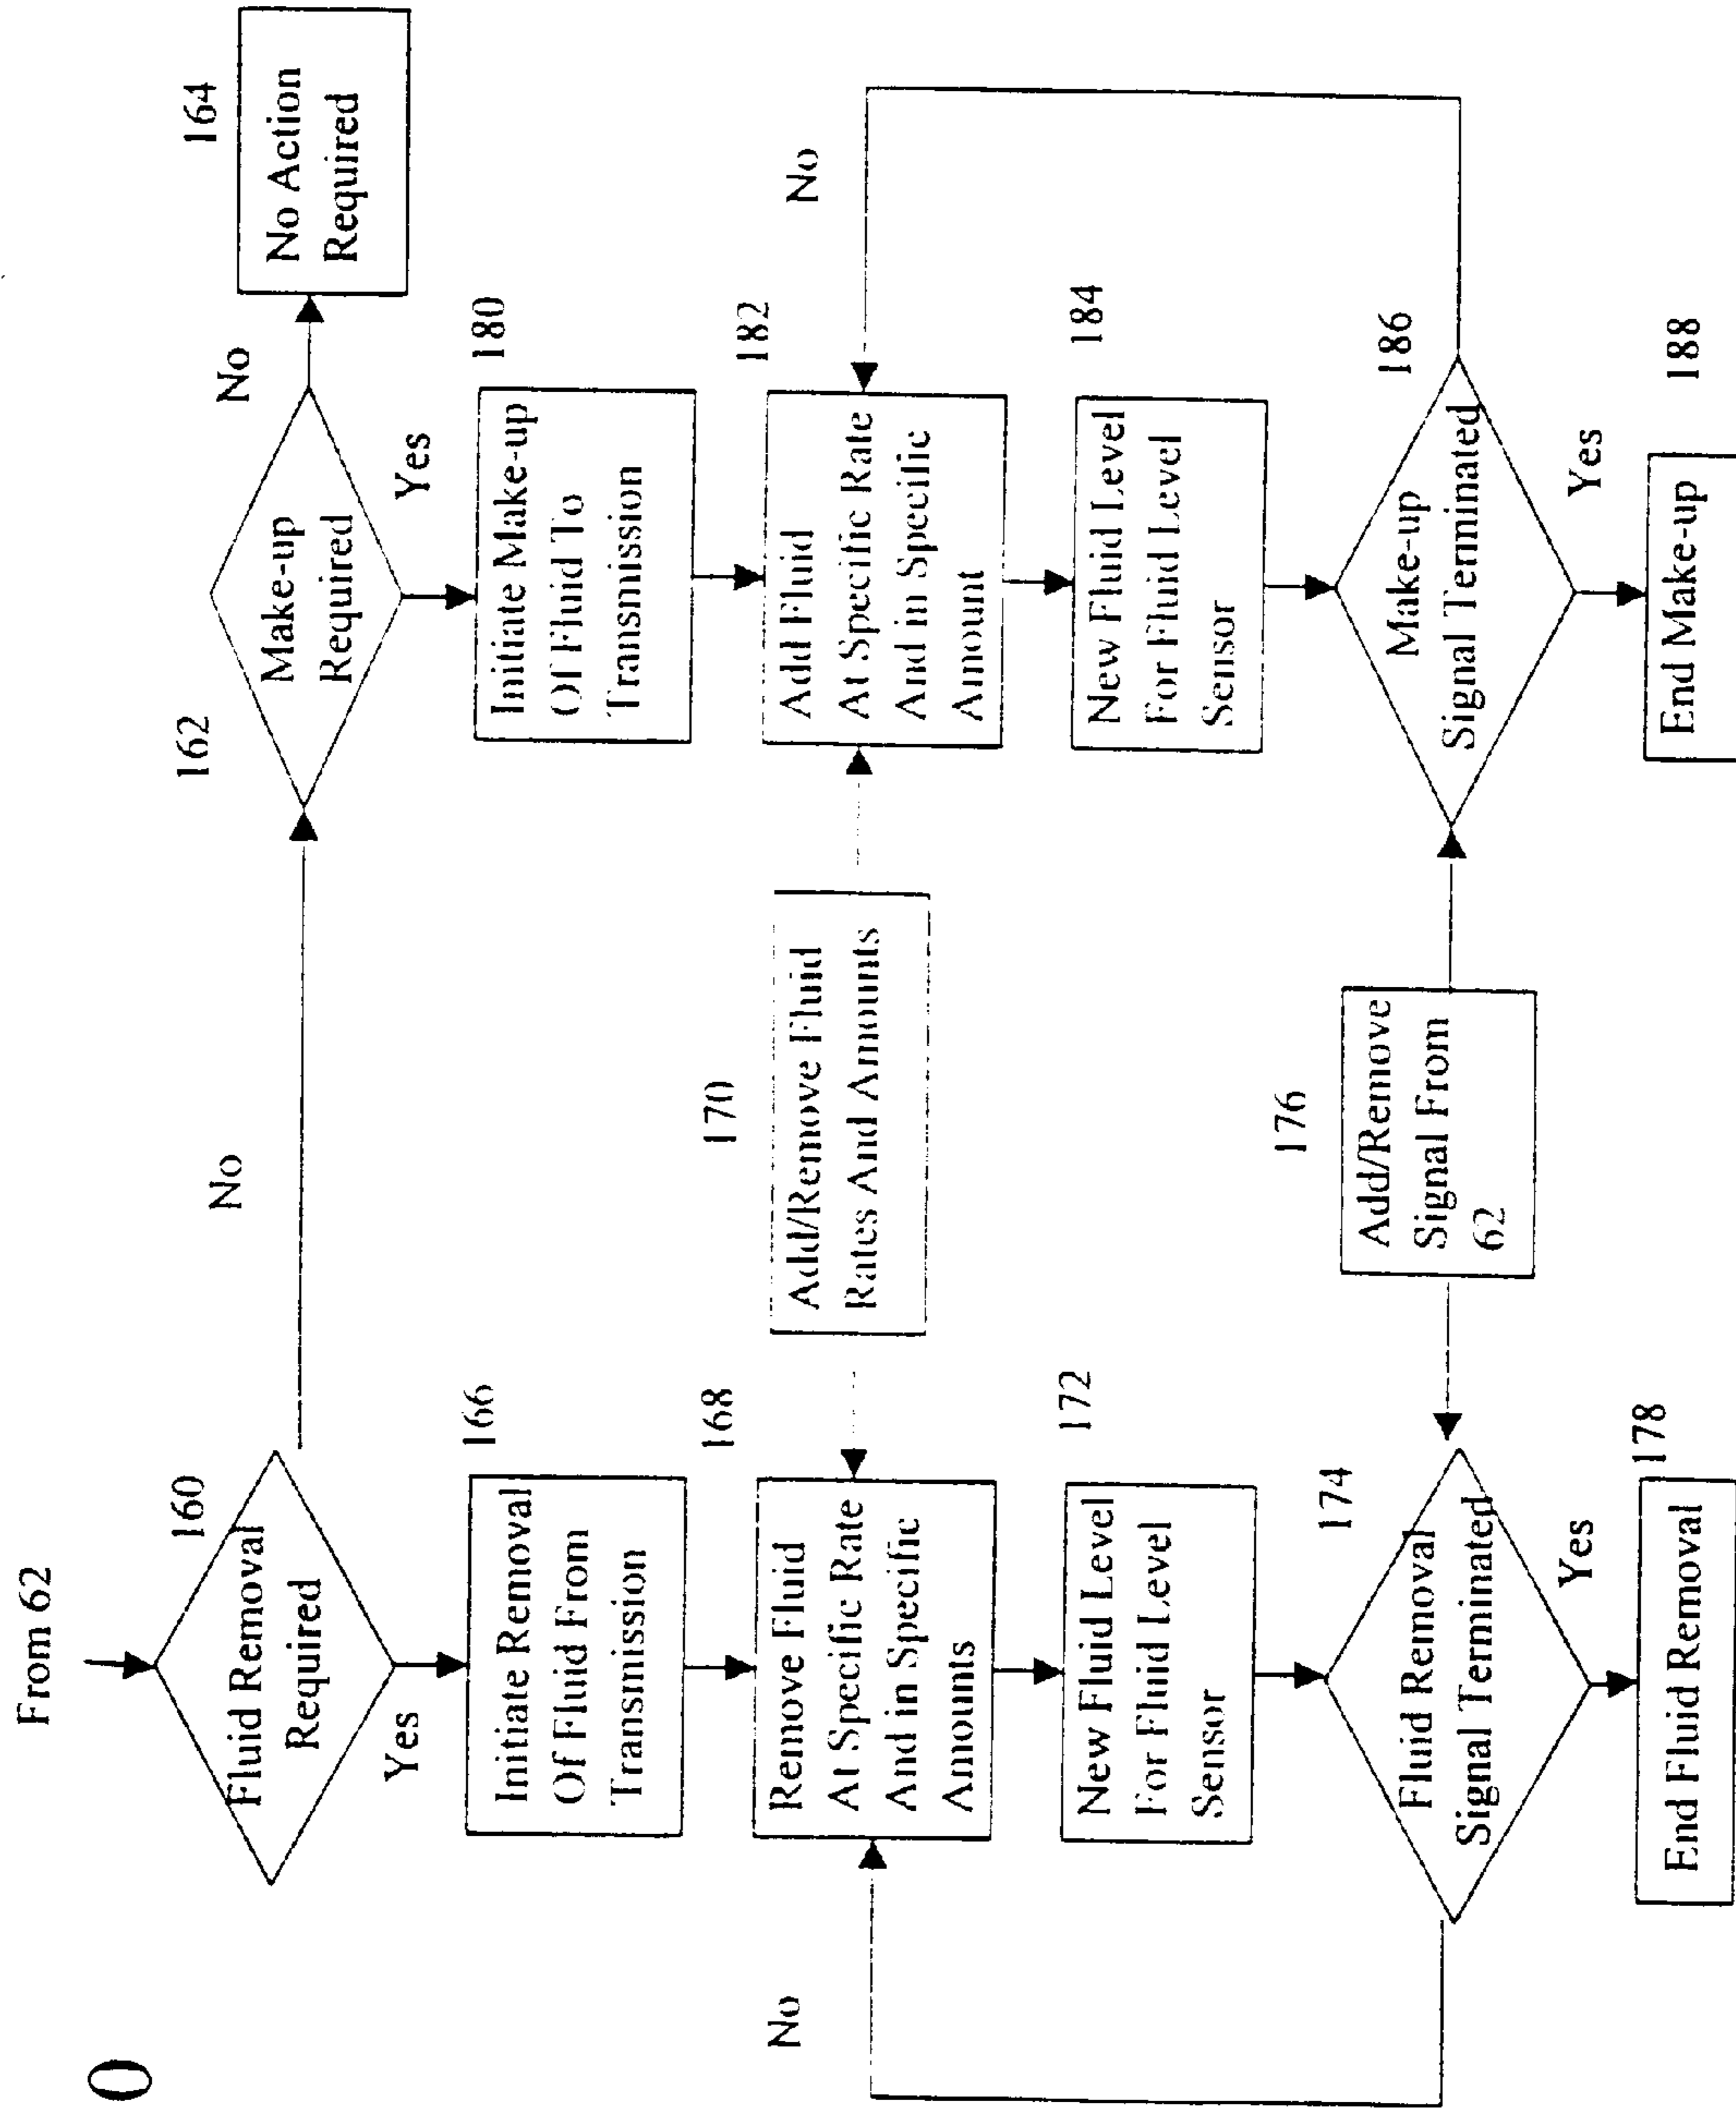 0
From 62
160
Fluid Removal
Required
No
Yes
162
Make-up
Required
No
Yes
164
No Action
Required
166
Initiate Removal
Of Fluid From
Transmission
180
Initiate Make-up
Of Fluid To
Transmission
168
Remove Fluid
At Specific Rate
And in Specific
Amounts
No
170
Add/Remove Fluid
Rates And Amounts
182
Add Fluid
At Specific Rate
And in Specific
Amount
No
172
New Fluid Level
For Fluid Level
Sensor
184
New Fluid Level
For Fluid Level
Sensor
174
Fluid Removal
Signal Terminated
Yes
176
Add/Remove
Signal From
62
186
Make-up
Signal Terminated
Yes
178
End Fluid Removal
188
End Make-up